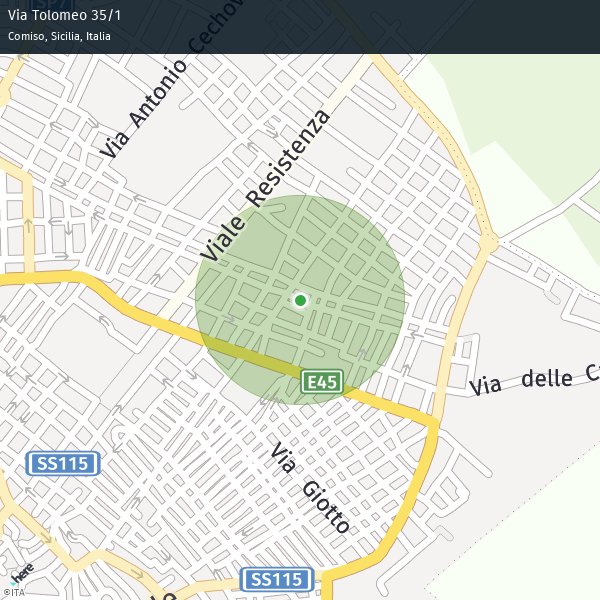 Via Tolomeo 35/1
Comiso, Sicilia, Italia
Via Antonio Cechov
Viale Resistenza
E45
Via delle C
SS115
Via Giotto
SS115
here
©ITA